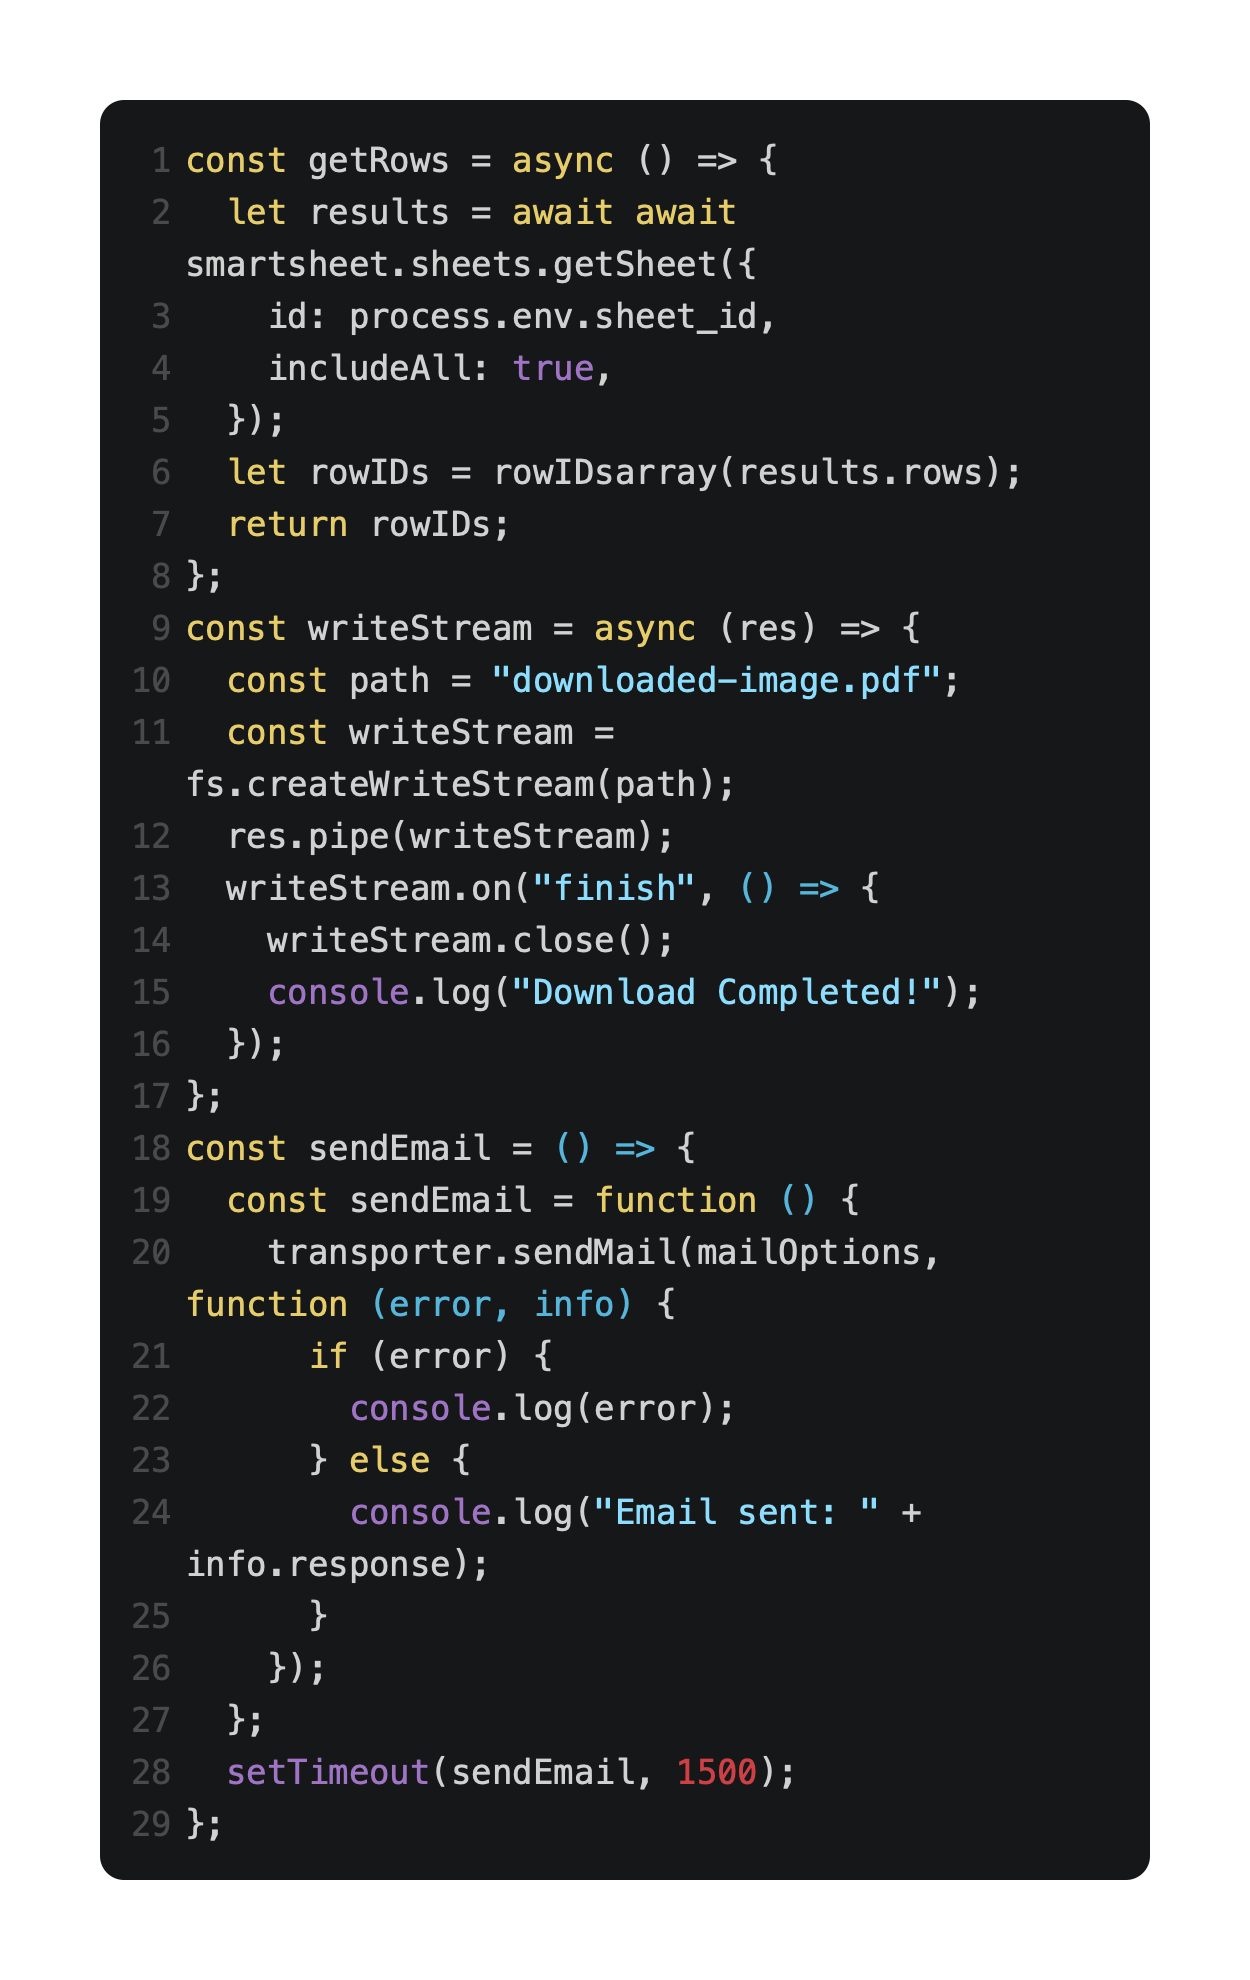 1 const getRows = async () => {
2   let results = await await
smartsheet.sheets.getSheet({
3     id: process.env.sheet_id,
4     includeAll: true,
5   });
6   let rowIDs = rowIDsarray(results.rows);
7   return rowIDs;
8 };
9 const writeStream = async (res) => {
10   const path = "downloaded-image.pdf";
11   const writeStream =
fs.createWriteStream(path);
12   res.pipe(writeStream);
13   writeStream.on("finish", () => {
14     writeStream.close();
15     console.log("Download Completed!");
16   });
17 };
18 const sendEmail = () => {
19   const sendEmail = function () {
20     transporter.sendMail(mailOptions,
function (error, info) {
21       if (error) {
22         console.log(error);
23       } else {
24         console.log("Email sent: " +
info.response);
25       }
26     });
27   };
28   setTimeout(sendEmail, 1500);
29 };